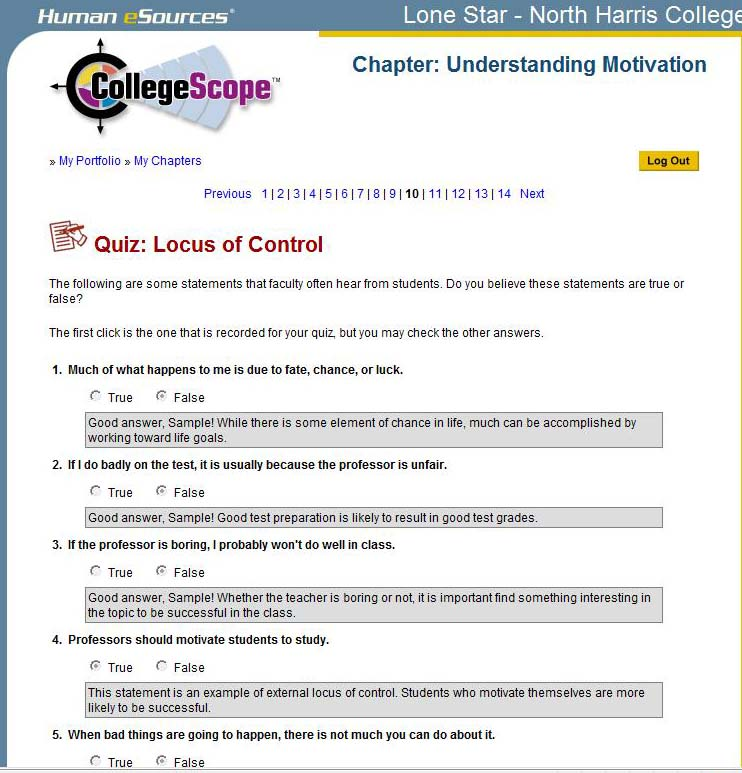 Human eSources®
Lone Star - North Harris College
CollegeScope™
Chapter: Understanding Motivation
» My Portfolio » My Chapters
Log Out
Previous 1 | 2 | 3 | 4 | 5 | 6 | 7 | 8 | 9 | 10 | 11 | 12 | 13 | 14 Next
Quiz: Locus of Control
The following are some statements that faculty often hear from students. Do you believe these statements are true or
false?
The first click is the one that is recorded for your quiz, but you may check the other answers.
1. Much of what happens to me is due to fate, chance, or luck.
True False
Good answer, Sample! While there is some element of chance in life, much can be accomplished by
working toward life goals.
2. If I do badly on the test, it is usually because the professor is unfair.
True False
Good answer, Sample! Good test preparation is likely to result in good test grades.
3. If the professor is boring, I probably won't do well in class.
True False
Good answer, Sample! Whether the teacher is boring or not, it is important find something interesting in
the topic to be successful in the class.
4. Professors should motivate students to study.
True False
This statement is an example of external locus of control. Students who motivate themselves are more
likely to be successful.
5. When bad things are going to happen, there is not much you can do about it.
True False